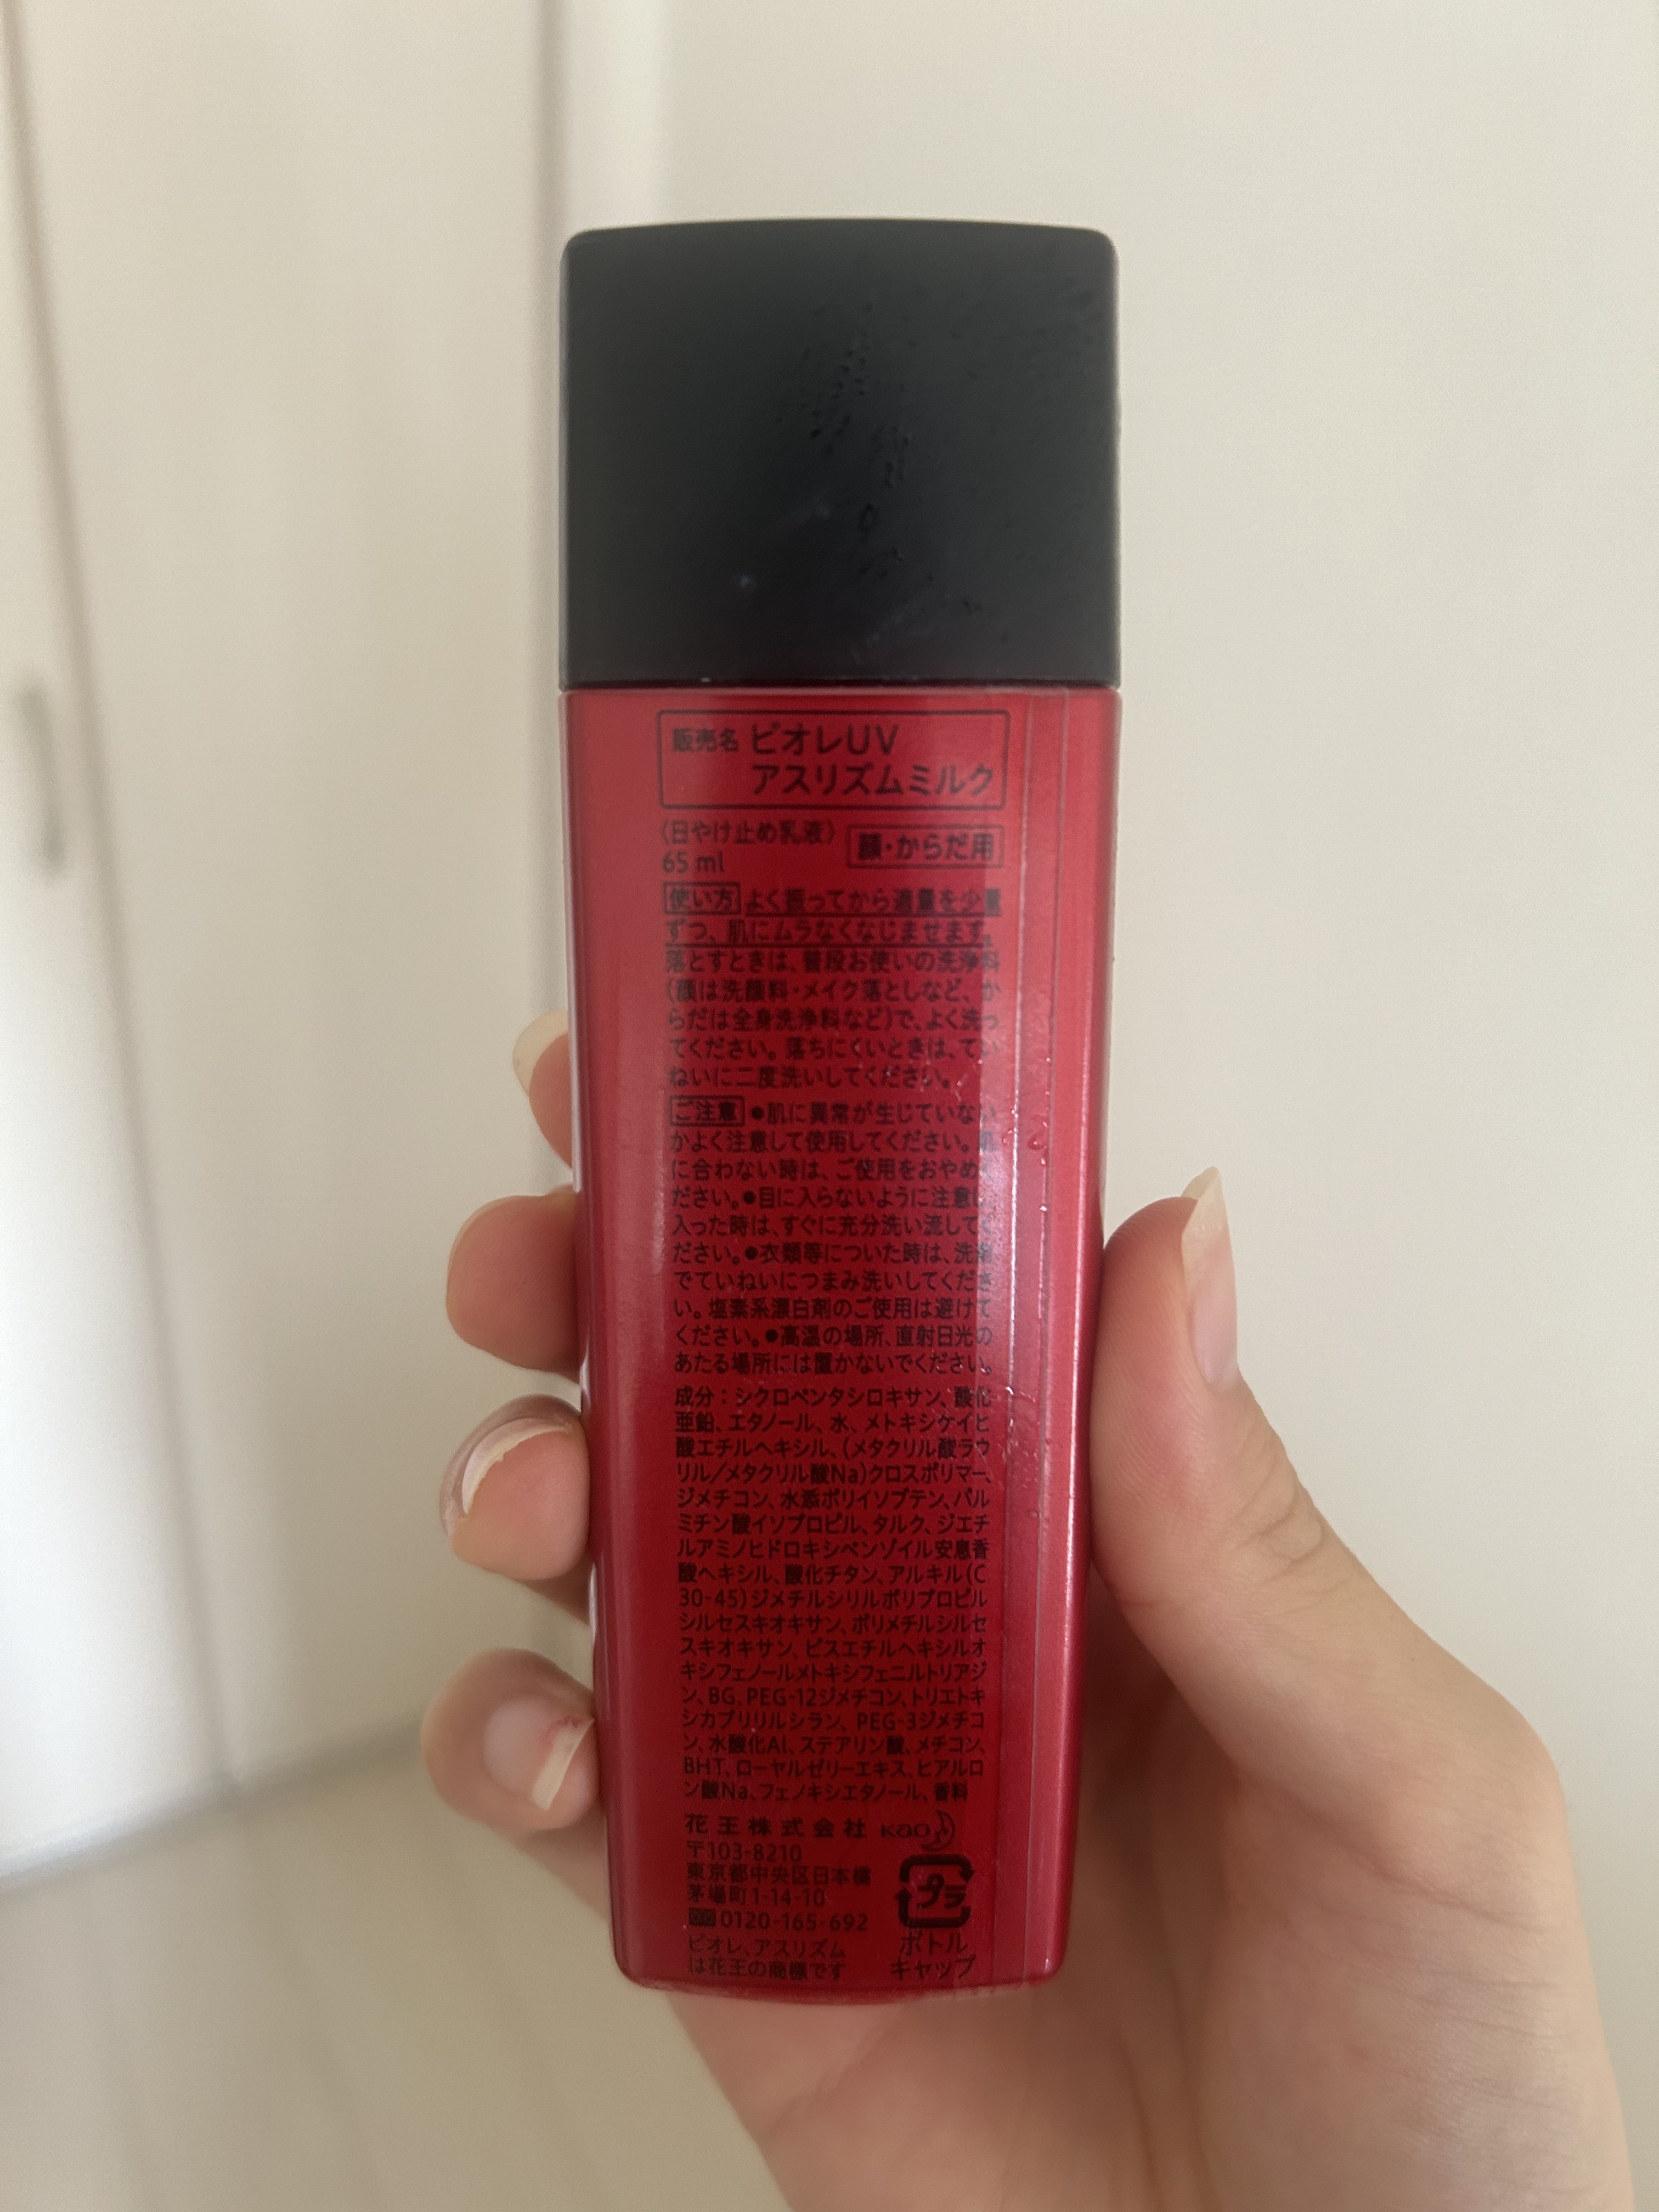 販売名 ビオレUV
アスリズムミルク
〈日やけ止め乳液〉
65 ml
顔・からだ用
使い方 よく振ってから適量を少量
ずつ、肌にムラなくなじませます。
落とすときは、普段お使いの洗浄料
(顔は洗顔料・メイク落としなど、か
らだは全身洗浄料など)で、よく洗っ
てください。落ちにくいときは、てい
ねいに二度洗いしてください。
ご注意 ●肌に異常が生じていない
かよく注意して使用してください。肌
に合わない時は、ご使用をおやめく
ださい。●目に入らないように注意し、
入った時は、すぐに充分洗い流してく
ださい。●衣類等についた時は、洗剤
でていねいにつまみ洗いしてくださ
い。塩素系漂白剤のご使用は避けて
ください。●高温の場所、直射日光の
あたる場所には置かないでください。
成分：シクロペンタシロキサン、酸化
亜鉛、エタノール、水、メトキシケイヒ
酸エチルヘキシル、(メタクリル酸ラウ
リル/メタクリル酸Na)クロスポリマー、
ジメチコン、水添ポリイソブテン、パル
ミチン酸イソプロピル、タルク、ジエチ
ルアミノヒドロキシベンゾイル安息香
酸ヘキシル、酸化チタン、アルキル(C
30-45)ジメチルシリルポリプロピル
シルセスキオキサン、ポリメチルシルセ
スキオキサン、ビスエチルヘキシルオ
キシフェノールメトキシフェニルトリアジ
ン、BG、PEG-12ジメチコン、トリエトキ
シカプリリルシラン、PEG-3ジメチコ
ン、水酸化Al、ステアリン酸、メチコン、
BHT、ローヤルゼリーエキス、ヒアルロ
ン酸Na、フェノキシエタノール、香料
花王株式会社 Kao
〒103-8210
東京都中央区日本橋
茅場町1-14-10
0120-165-692
ビオレ、アスリズム
は花王の商標です
プラ
ボトル
キャップ